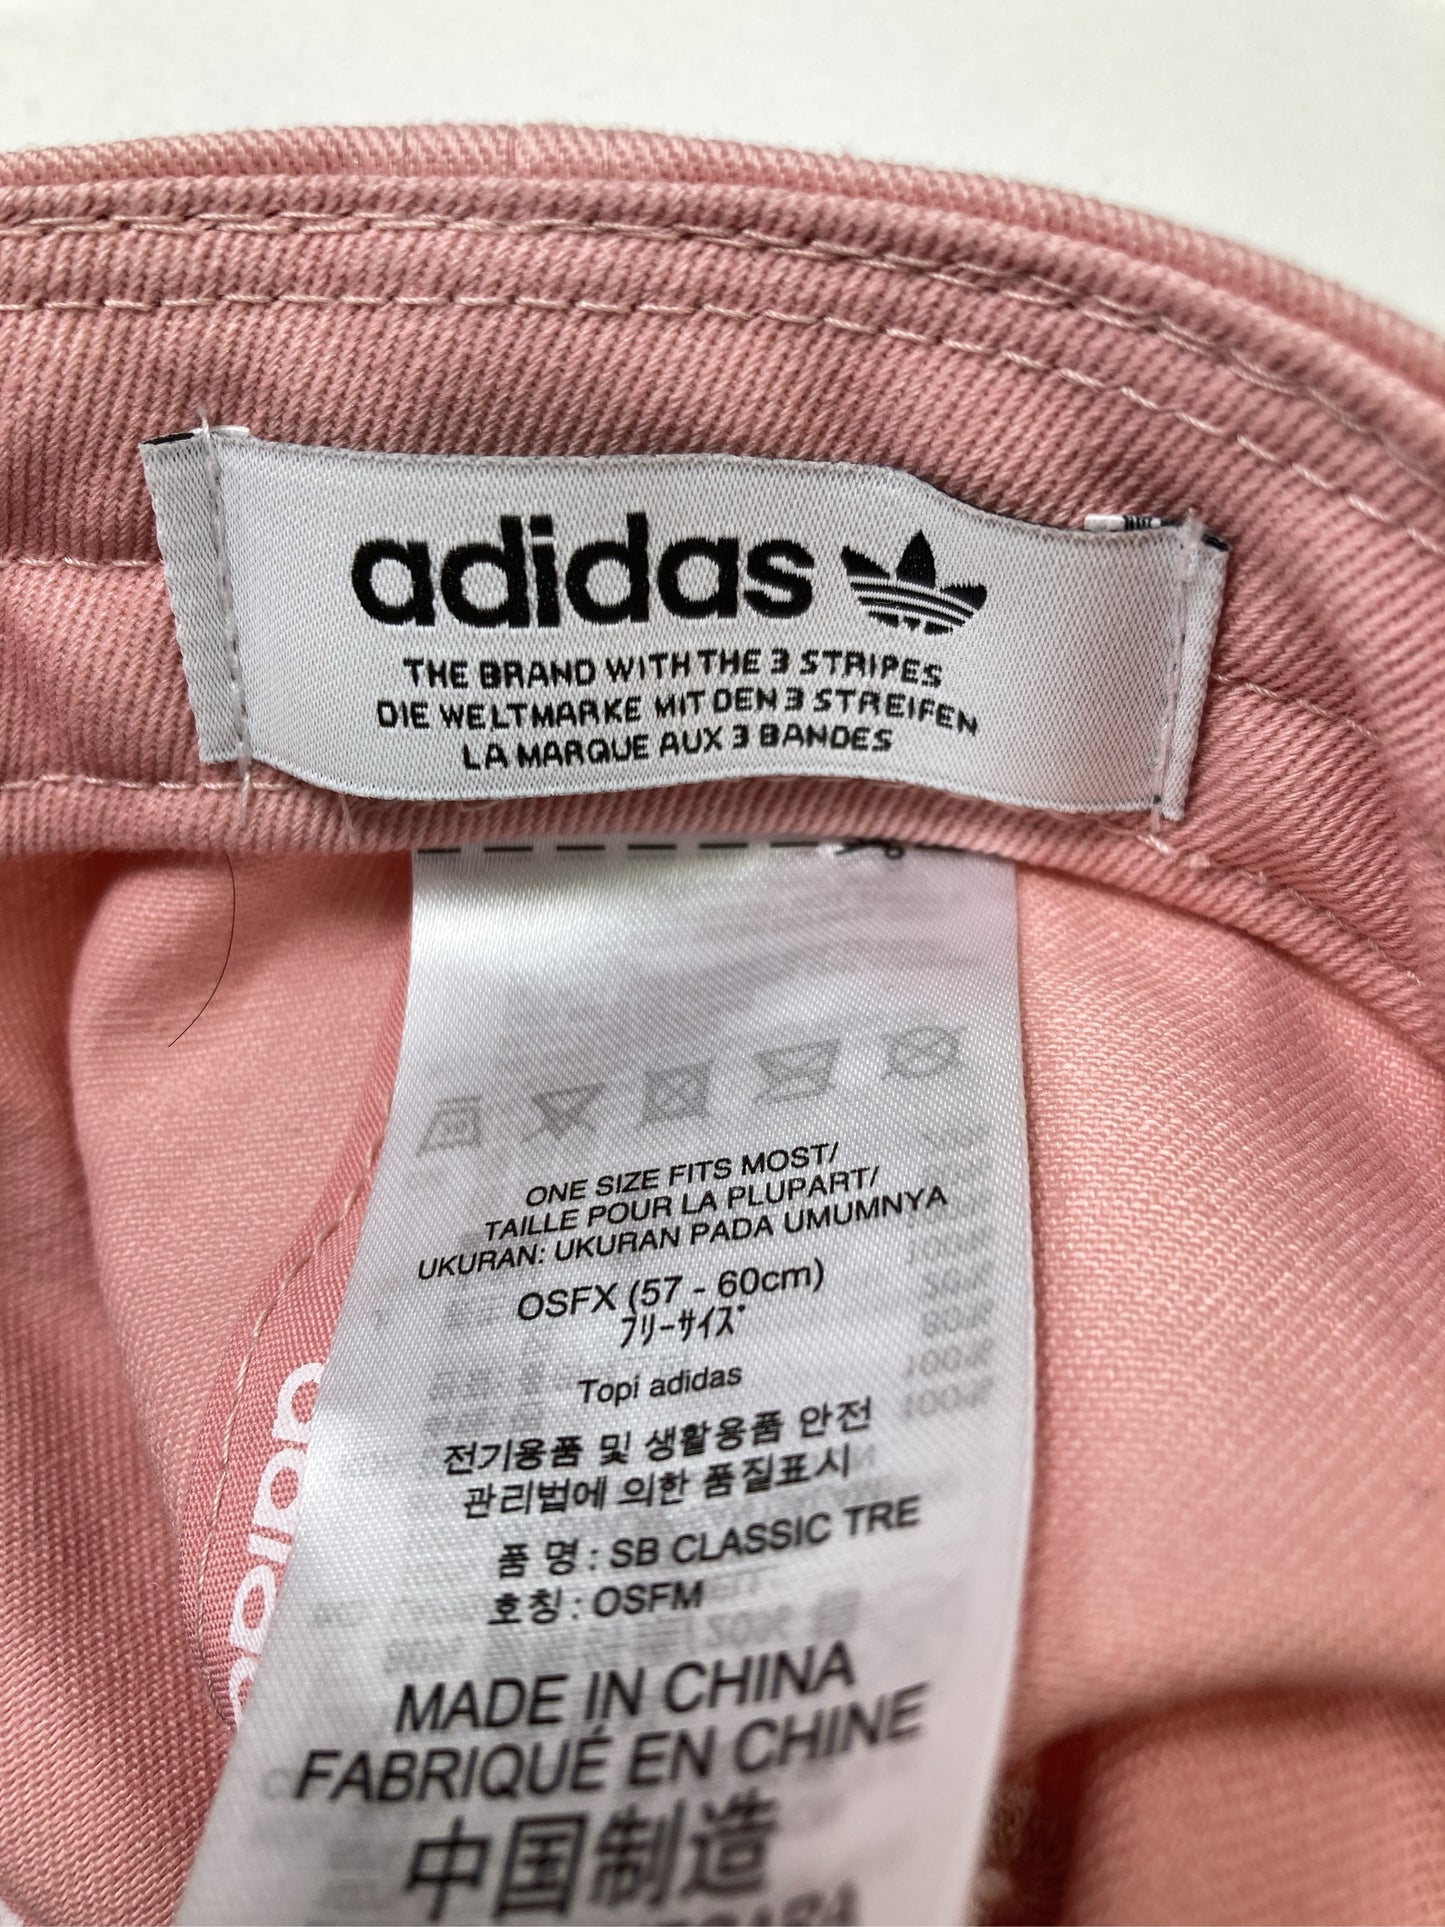 adidas
THE BRAND WITH THE 3 STRIPES
DIE WELTMARKE MIT DEN 3 STREIFEN
LA MARQUE AUX 3 BANDES
ONE SIZE FITS MOST/
TAILLE POUR LA PLUPART/
UKURAN: UKURAN PADA UMUMNYA
OSFX (57 - 60cm)
フリーサイズ
Topi adidas
전기용품 및 생활용품 안전
관리법에 의한 품질표시
품 명 : SB CLASSIC TRE
호칭 : OSFM
MADE IN CHINA
FABRIQUÉ EN CHINE
中国制造
adidas